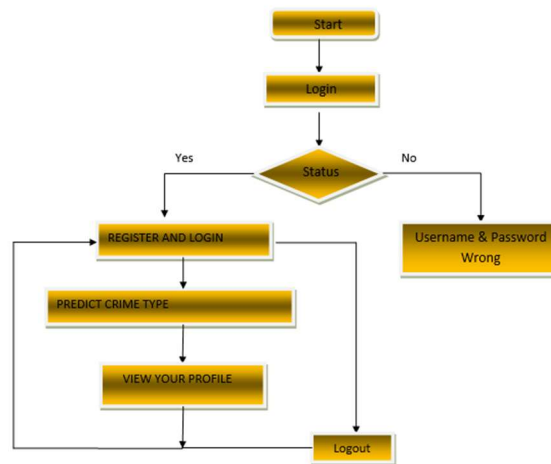 Start
Login
Status
Yes
No
REGISTER AND LOGIN
Username & Password
Wrong
PREDICT CRIME TYPE
VIEW YOUR PROFILE
Logout